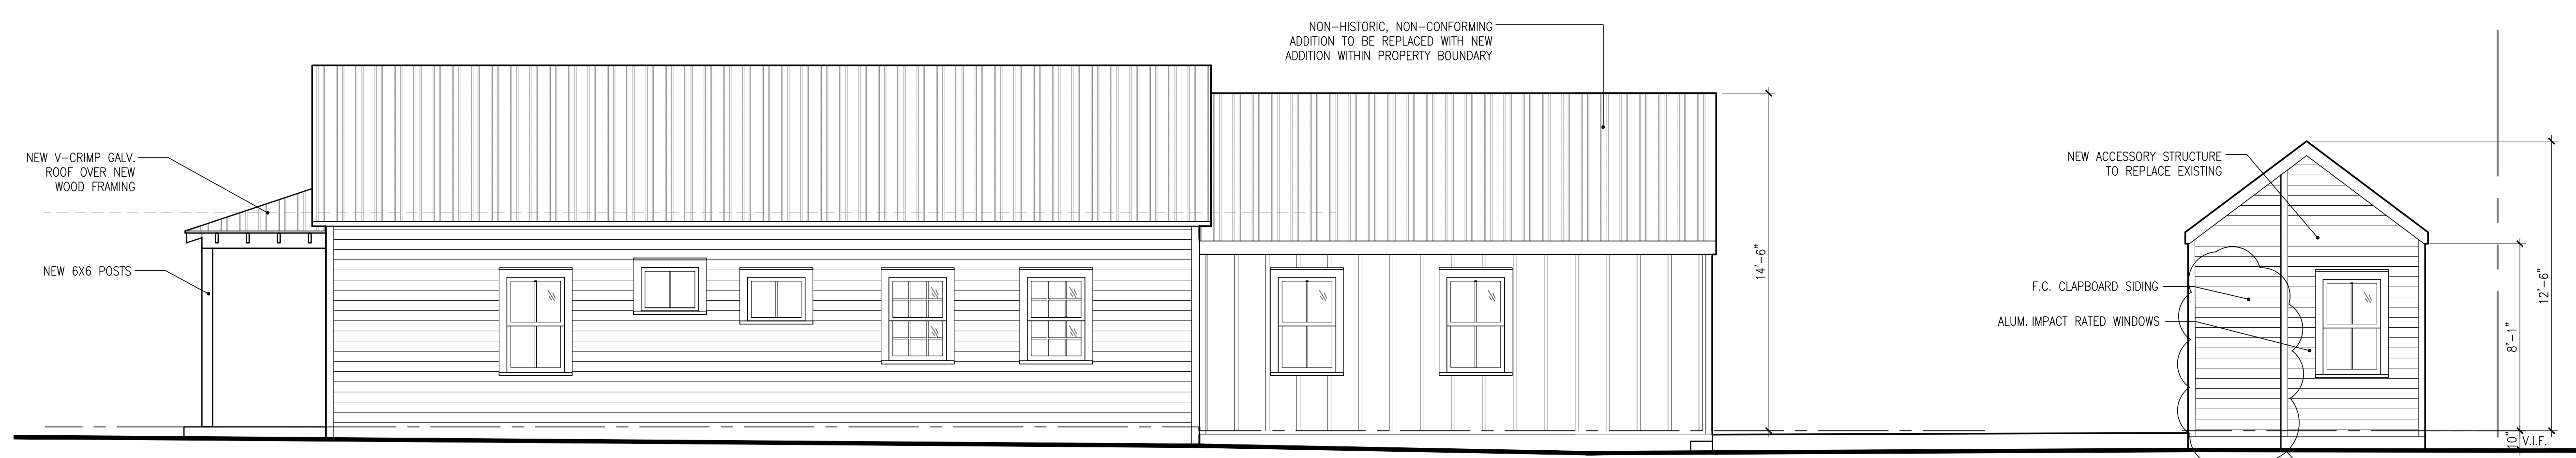 NON-HISTORIC, NON-CONFORMING
ADDITION TO BE REPLACED WITH NEW
ADDITION WITHIN PROPERTY BOUNDARY
NEW V-CRIMP GALV.
ROOF OVER NEW
WOOD FRAMING
NEW 6X6 POSTS
14'-6"
NEW ACCESSORY STRUCTURE
TO REPLACE EXISTING
F.C. CLAPBOARD SIDING
ALUM. IMPACT RATED WINDOWS
8'-1"
12'-6"
10"
V.I.F.